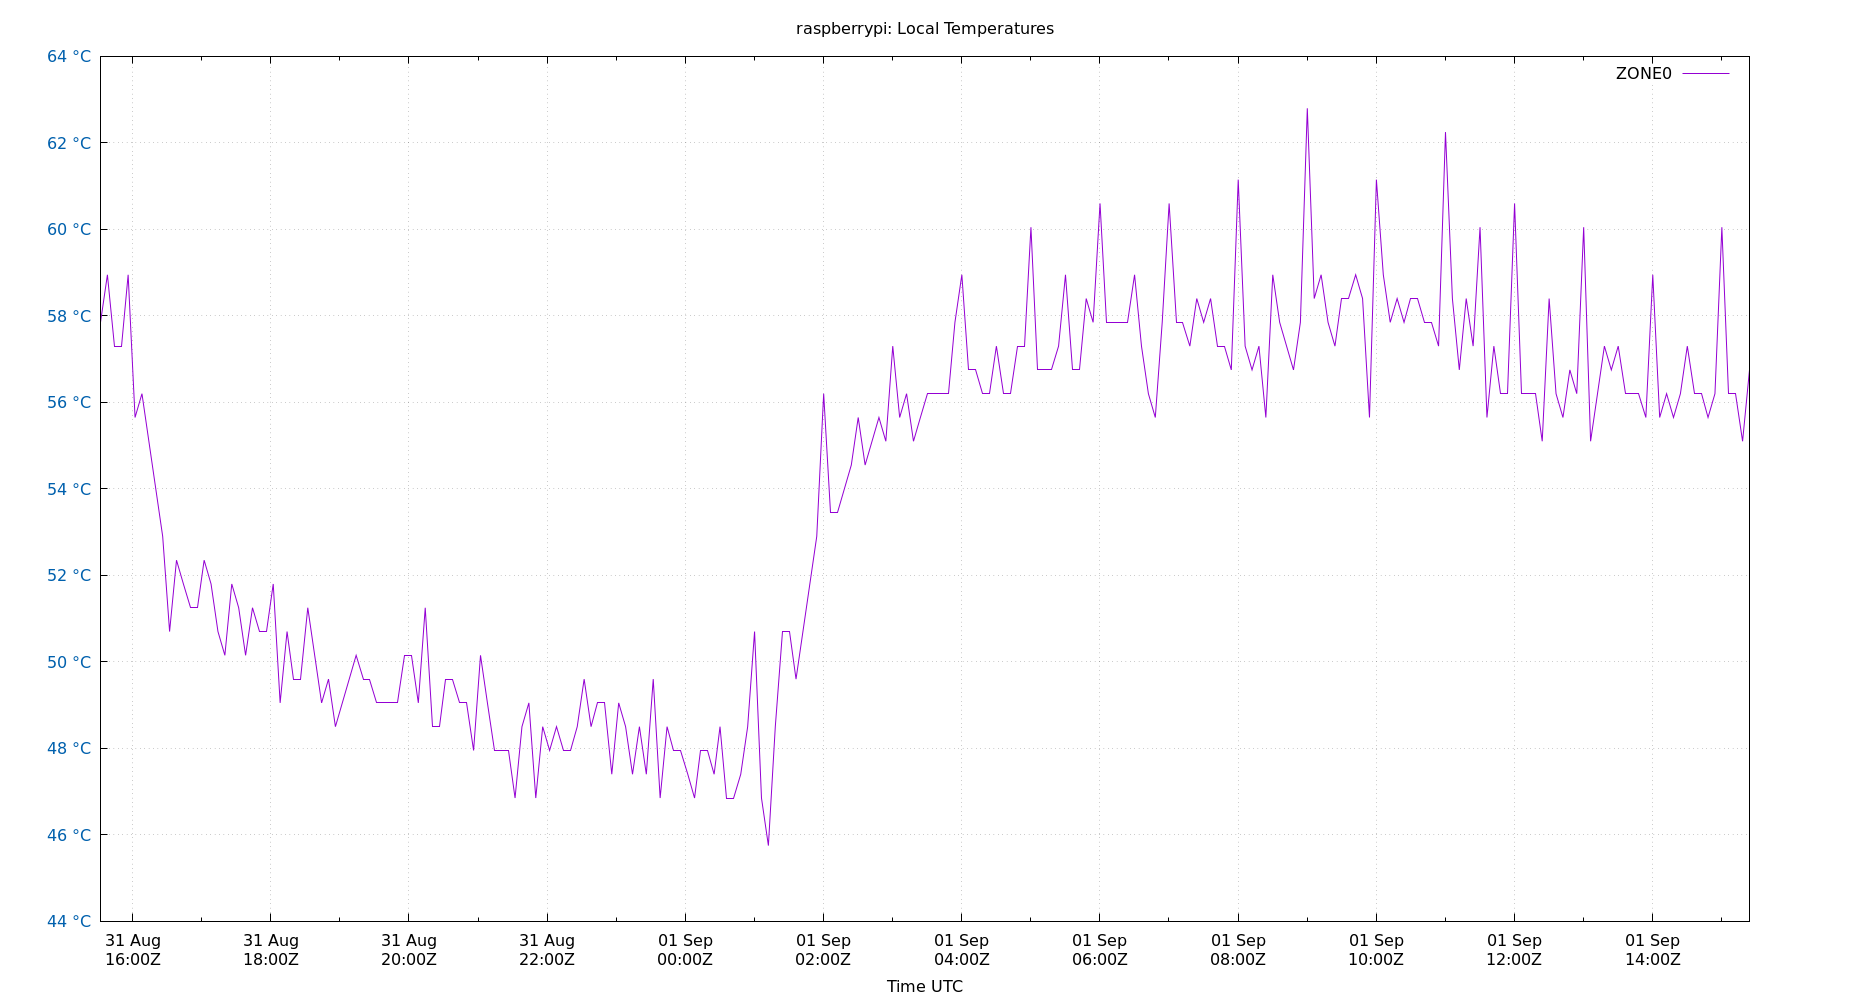 raspberrypi: Local Temperatures
64 °C
62 °C
60 °C
58 °C
56 °C
54 °C
52 °C
50 °C
48 °C
46 °C
44 °C
ZONE0
31 Aug 31 Aug 31 Aug 31 Aug 01 Sep 01 Sep 01 Sep 01 Sep 01 Sep 01 Sep 01 Sep 01 Sep
16:00Z 18:00Z 20:00Z 22:00Z 00:00Z 02:00Z 04:00Z 06:00Z 08:00Z 10:00Z 12:00Z 14:00Z
Time UTC